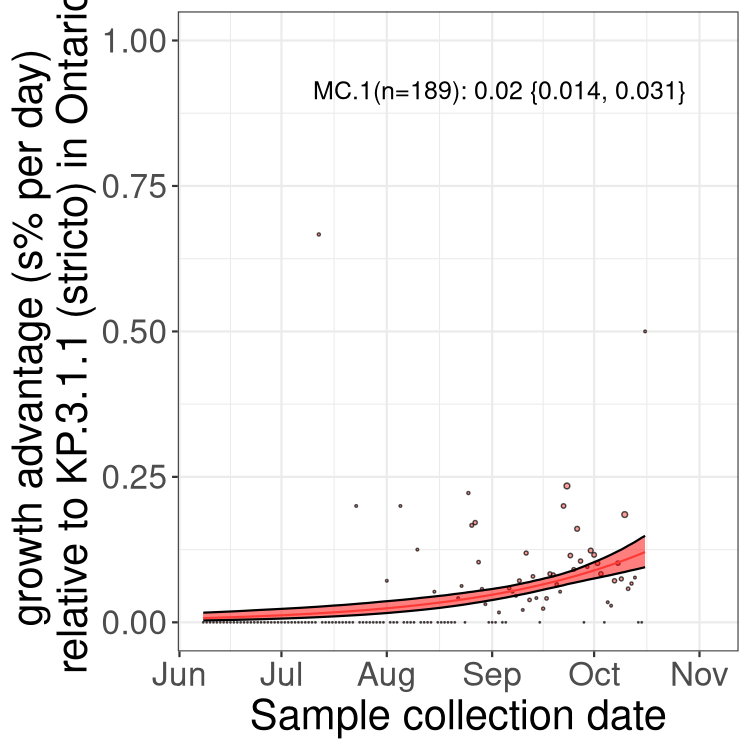 growth advantage (s% per day)
relative to KP.3.1.1 (stricto) in Ontario
1.00
0.75
0.50
0.25
0.00
MC.1(n=189): 0.02 {0.014, 0.031}
Jun Jul Aug Sep Oct Nov
Sample collection date